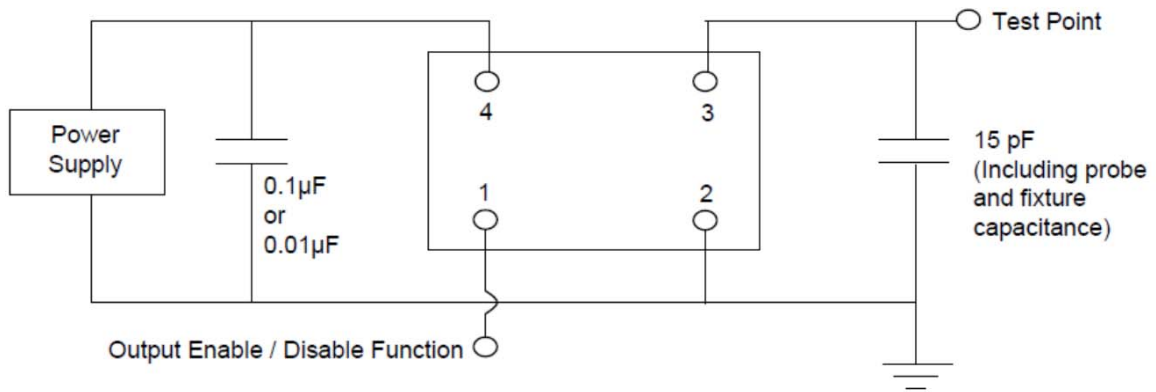 Test Point
4
3
Power
Supply
15 pF
(Including probe
and fixture
capacitance)
0.1µF
or
0.01µF
1
2
Output Enable / Disable Function